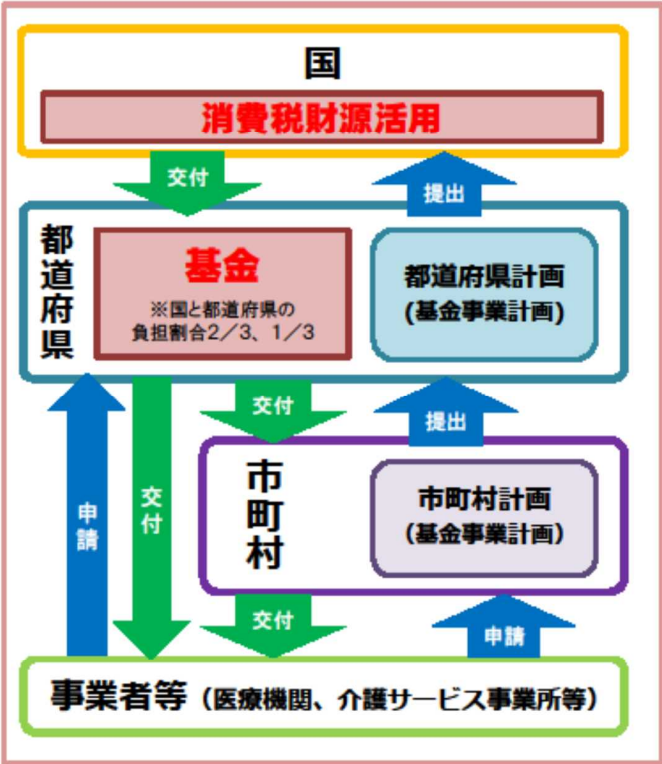 国
消費税財源活用
交付
提出
都道府県
基金
※国と都道府県の
負担割合2/3、1/3
都道府県計画
(基金事業計画)
交付
提出
申請
交付
市町村
市町村計画
(基金事業計画)
交付
申請
事業者等(医療機関、介護サービス事業所等)